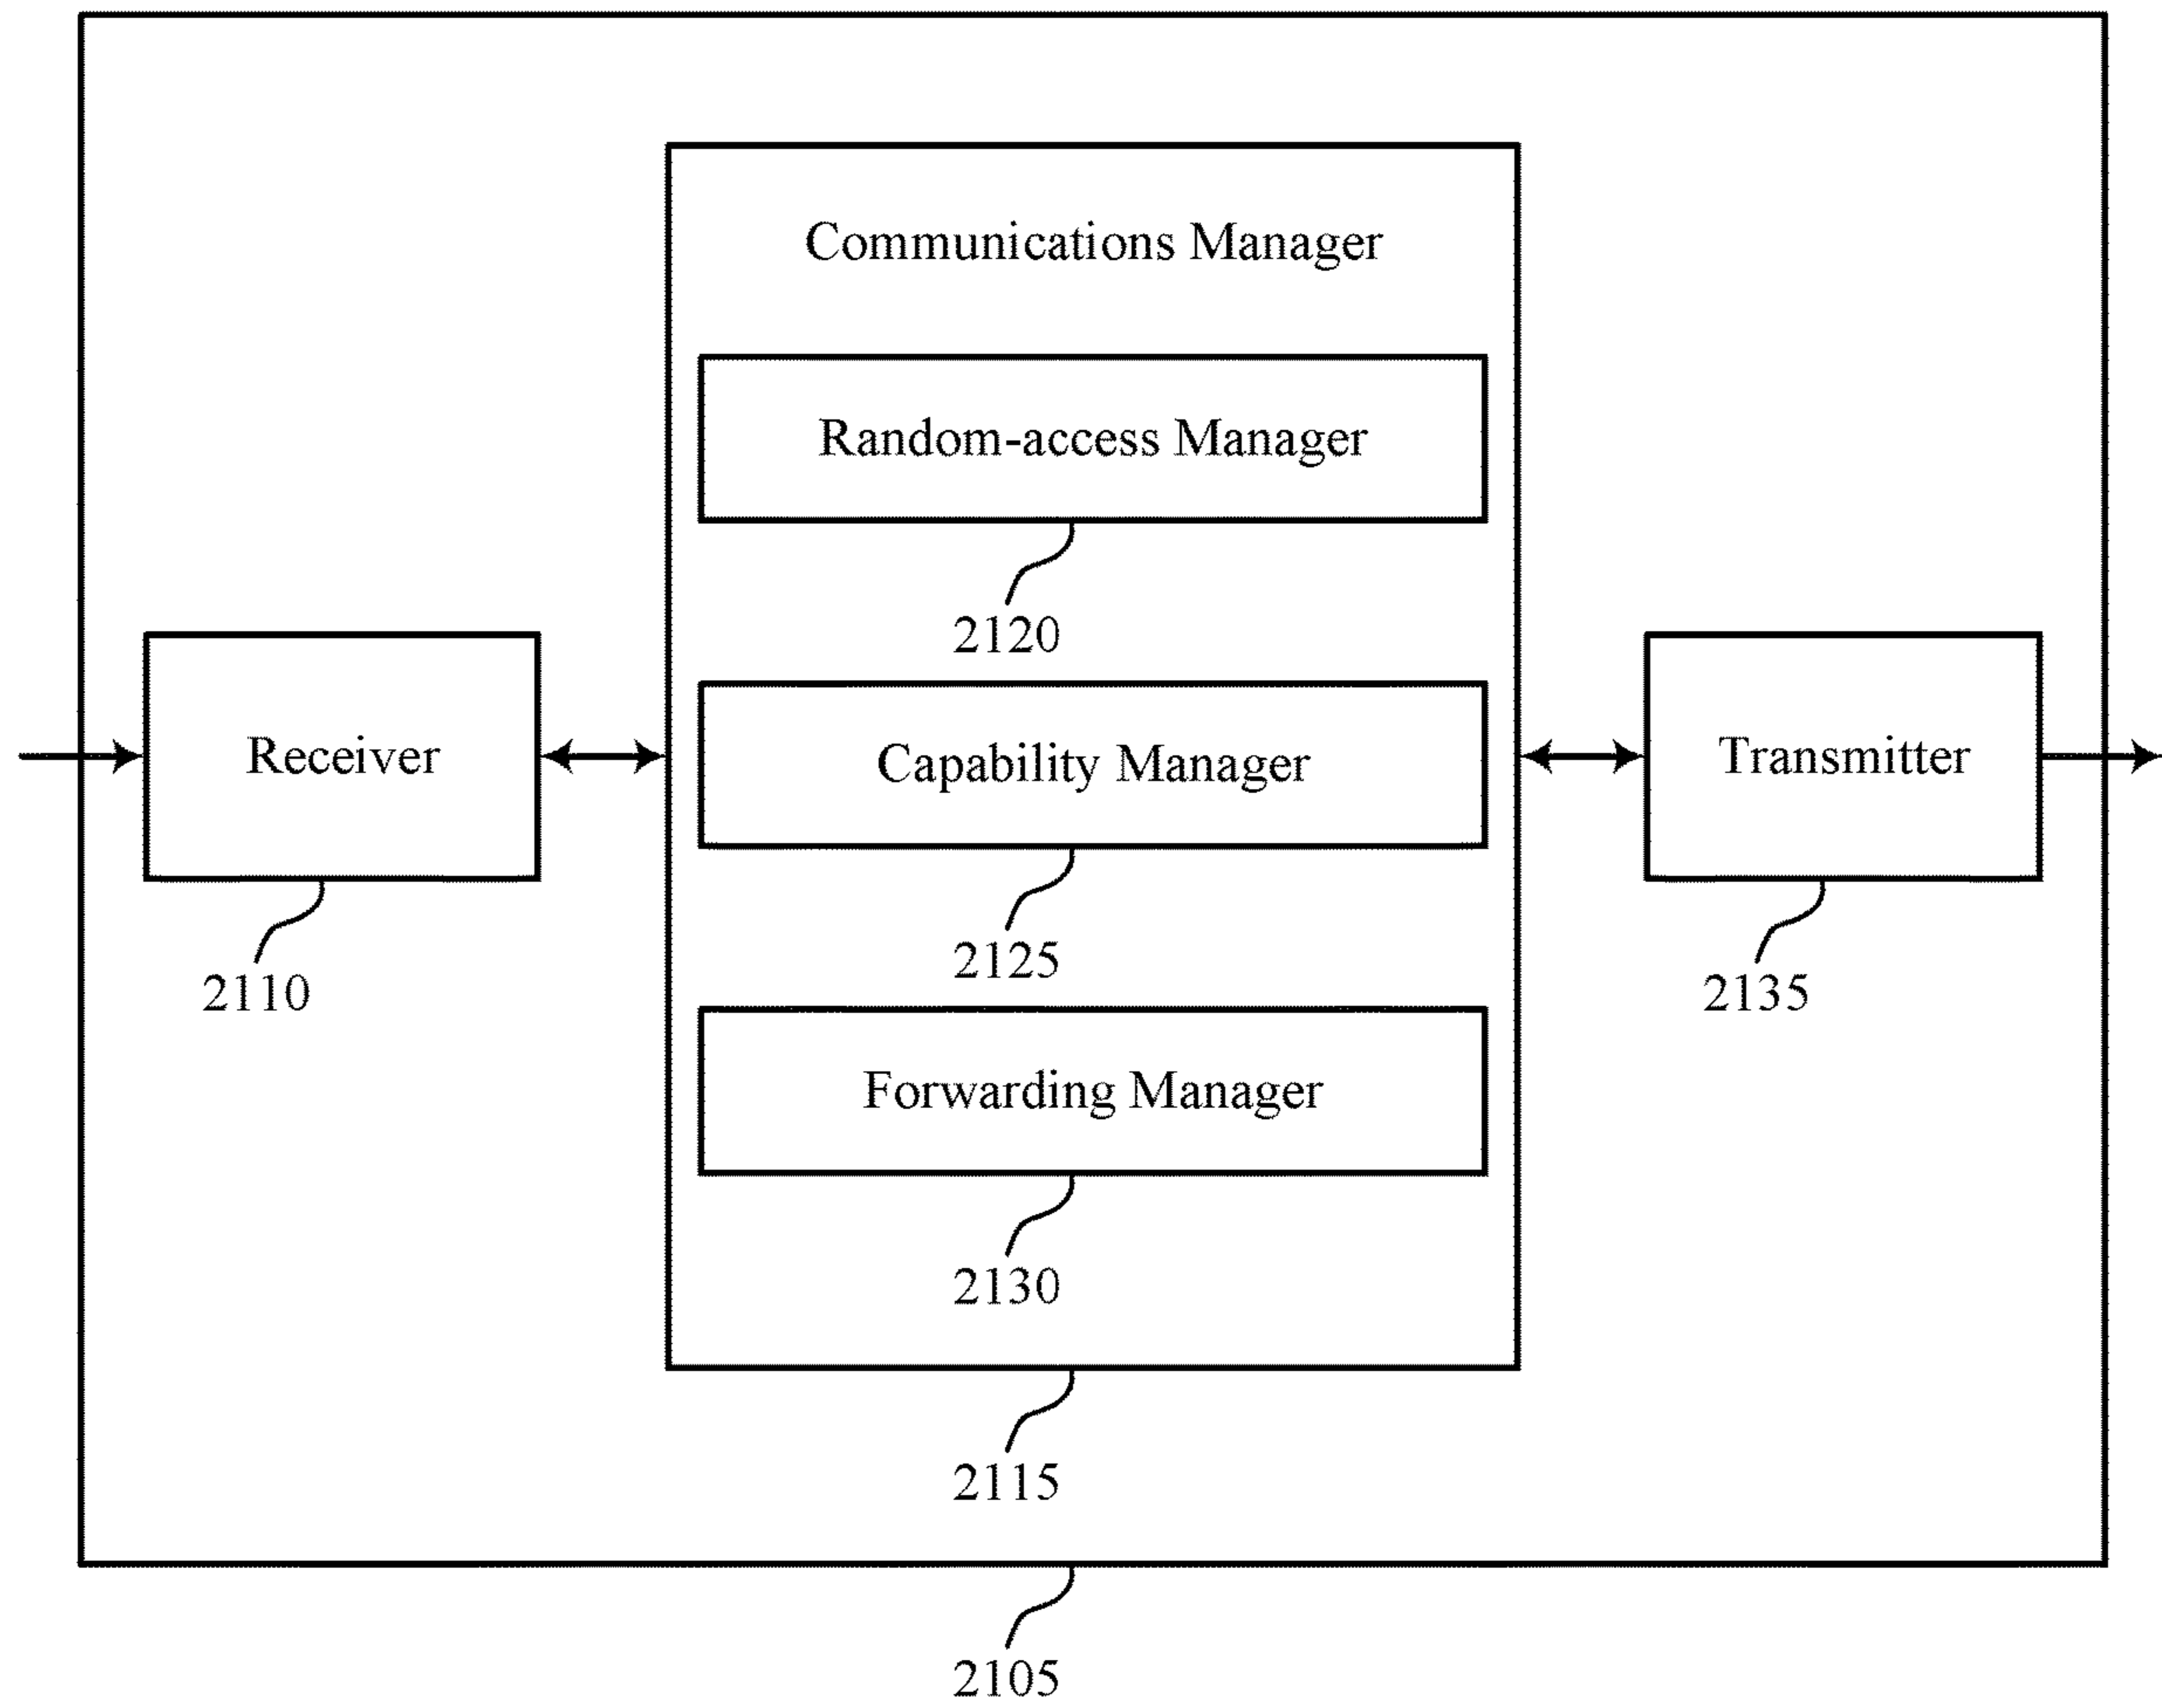 Communications Manager
Random-access Manager
2120
Receiver
2110
Capability Manager
2125
Transmitter
2135
Forwarding Manager
2130
2115
2105